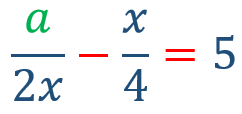 a/2x − x/4 = 5